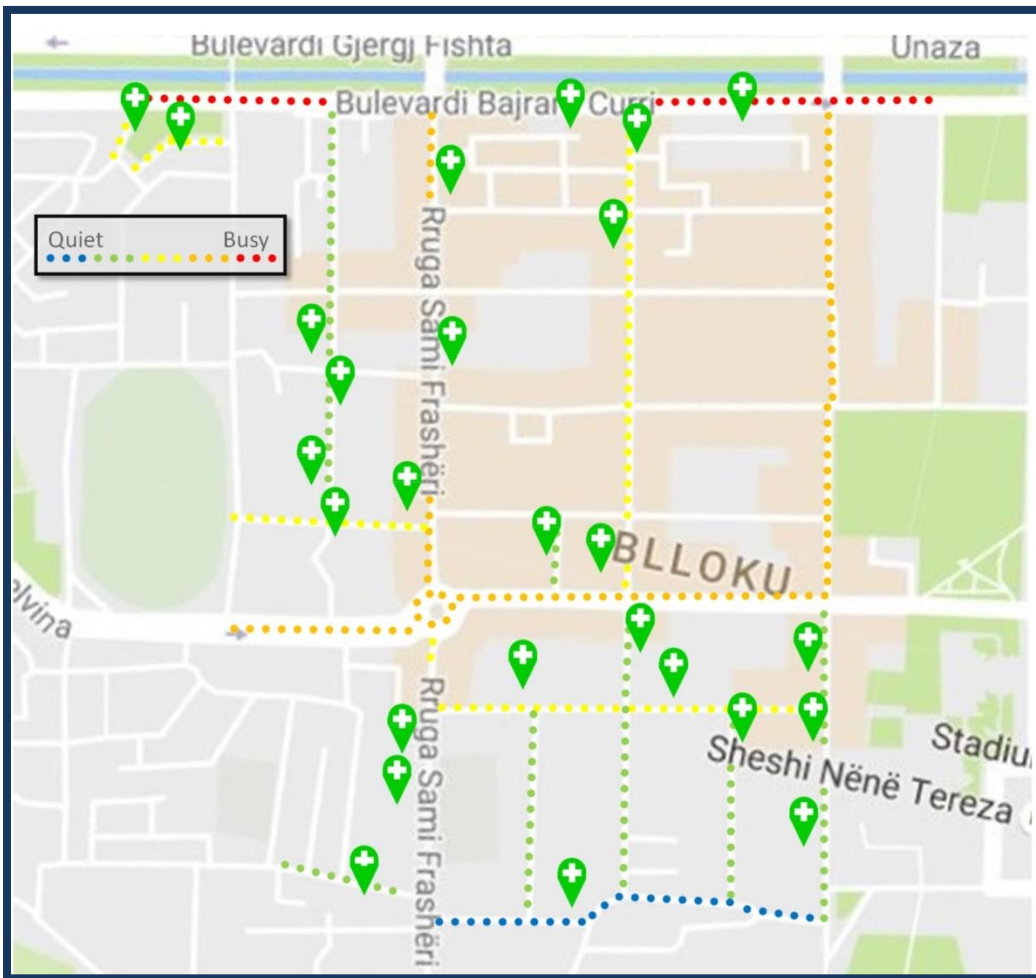 Bulevardi Gjergj Fishta
Unaza
Bulevardi Bajram Curri
Quiet Busy
Rruga Sami Frashëri
BLLOKU
elvina
Rruga Sami Frashëri
Stadiu
Sheshi Nënë Tereza